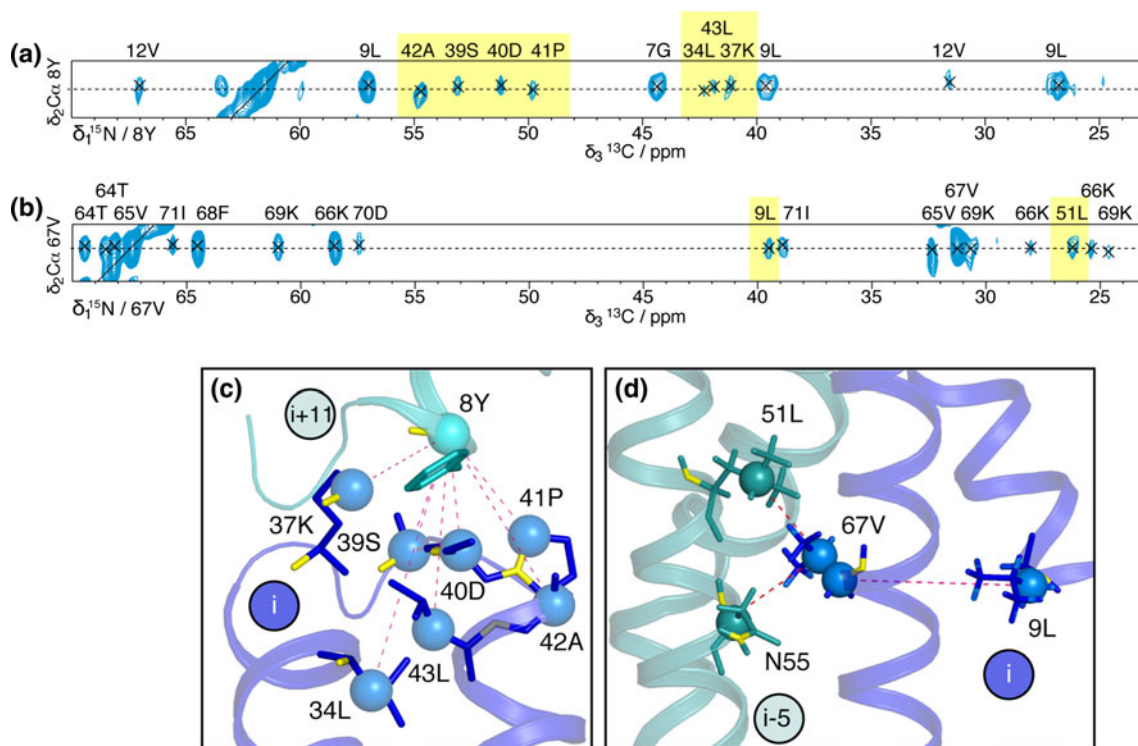 (a)
43L
12V 9L 42A 39S 40D 41P 7G 34L 37K 9L 12V 9L
δ₂Cα 8Y
65 60 55 50 45 40 35 30 25
δ₁¹⁵N / 8Y δ₃ ¹³C / ppm
(b)
64T 67V 66K
64T 65V 71I 68F 69K 66K 70D 9L 71I 65V 69K 66K 51L 69K
δ₂Cα 67V
65 60 55 50 45 40 35 30 25
δ₁¹⁵N / 67V δ₃ ¹³C / ppm
(c)
i+11
8Y
41P
37K
39S
40D
i
42A
43L
34L
(d)
51L
67V
9L
N55
i
i-5